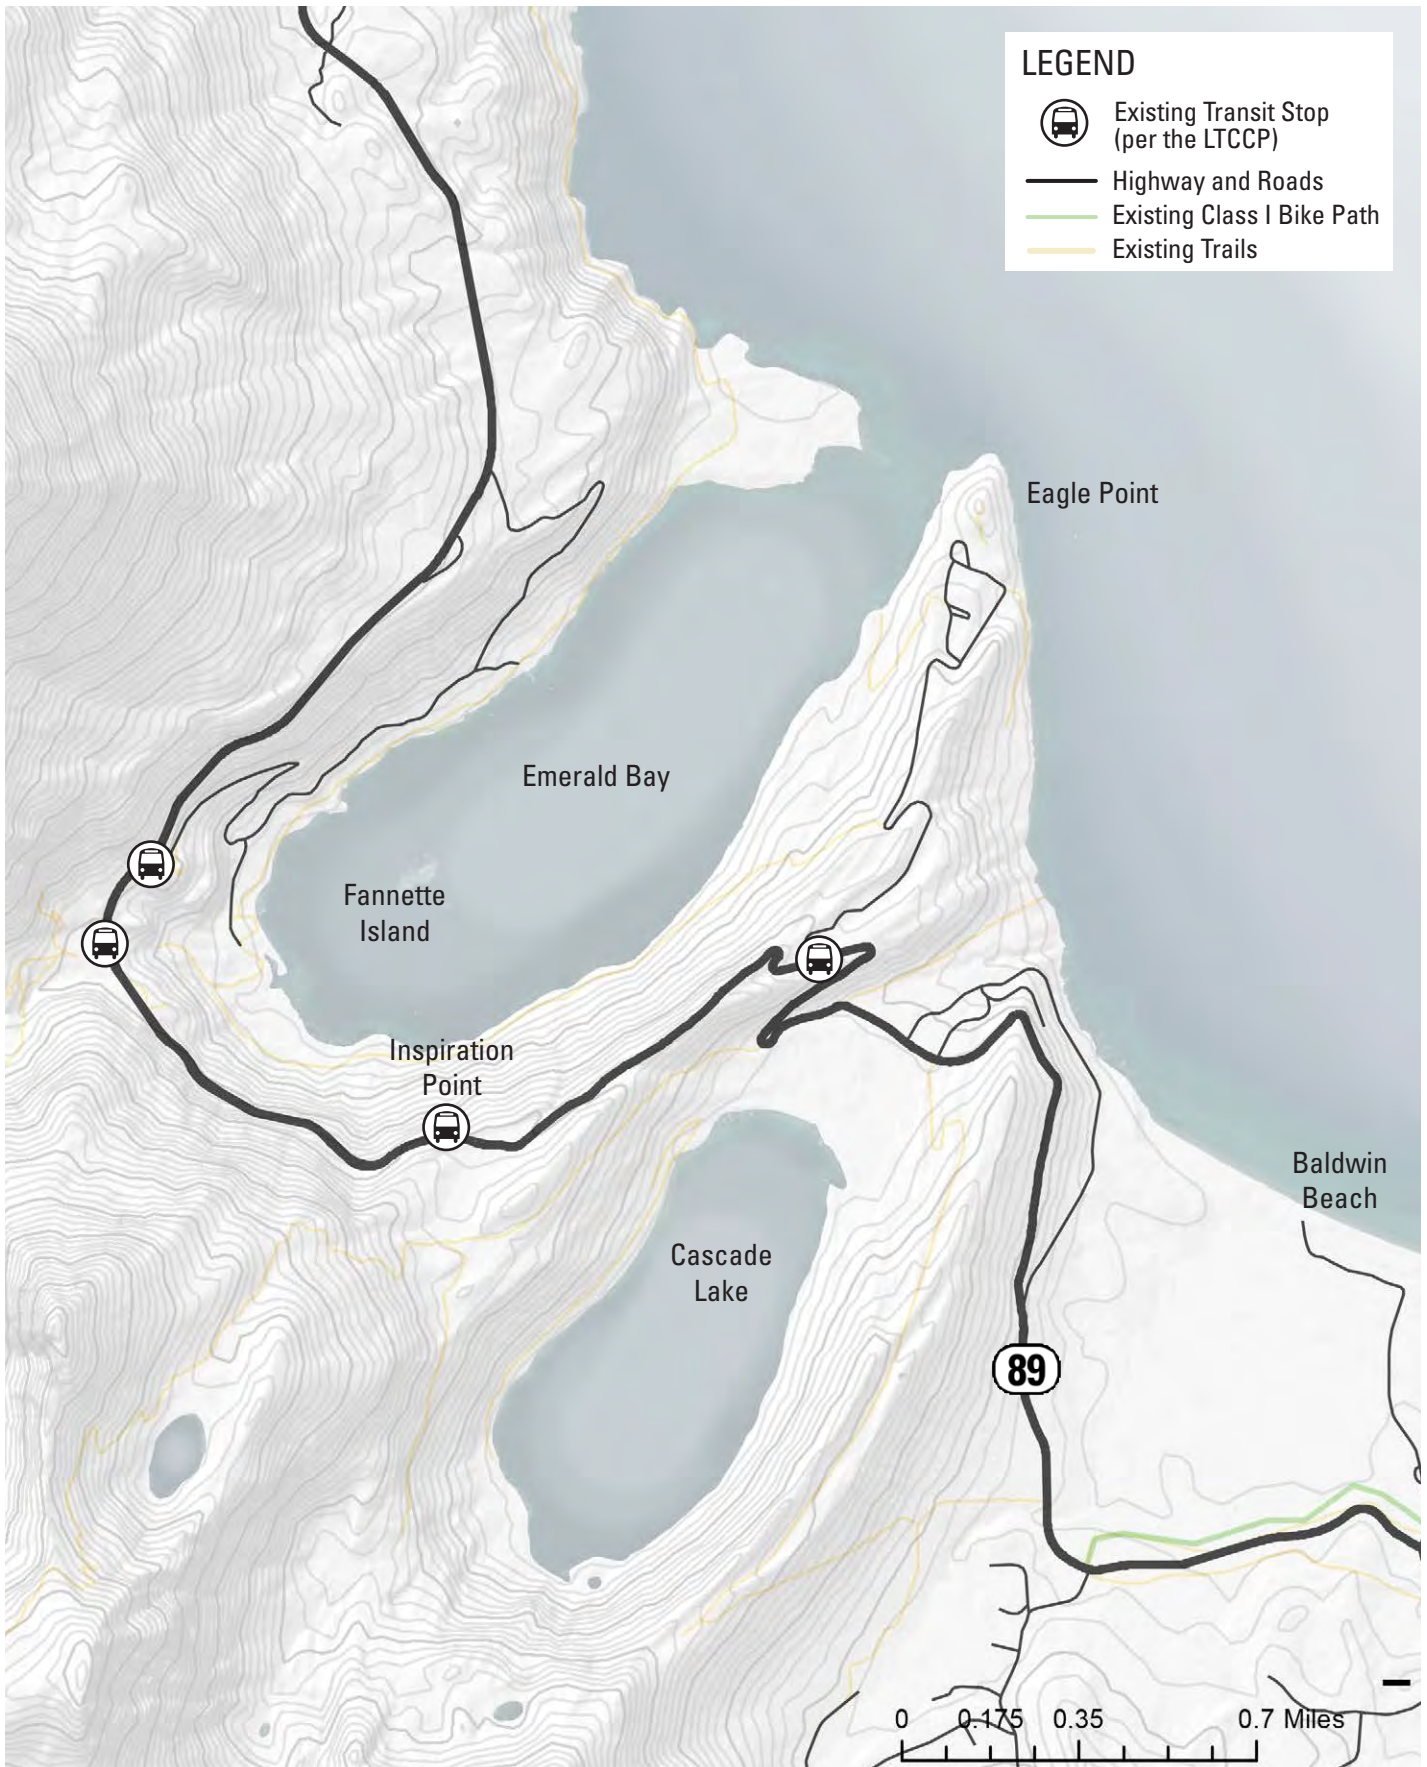 LEGEND
Existing Transit Stop
(per the LTCCP)
Highway and Roads
Existing Class I Bike Path
Existing Trails
Eagle Point
Emerald Bay
Fannette
Island
Inspiration
Point
Baldwin
Beach
Cascade
Lake
89
0 0.175 0.35 0.7 Miles